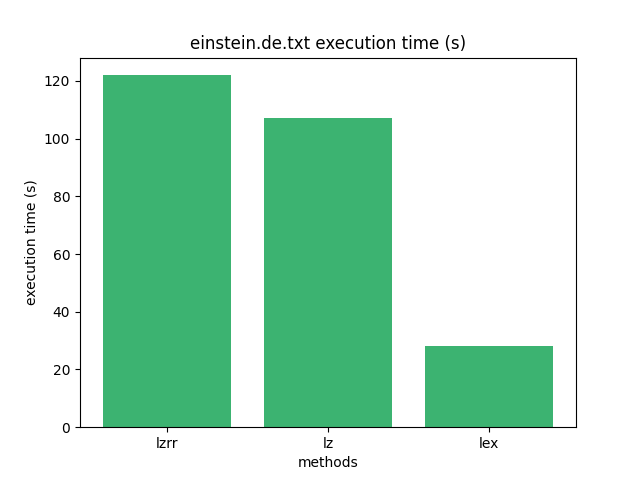 einstein.de.txt execution time (s)
execution time (s)
120
100
80
60
40
20
0
lzrr
lz
lex
methods